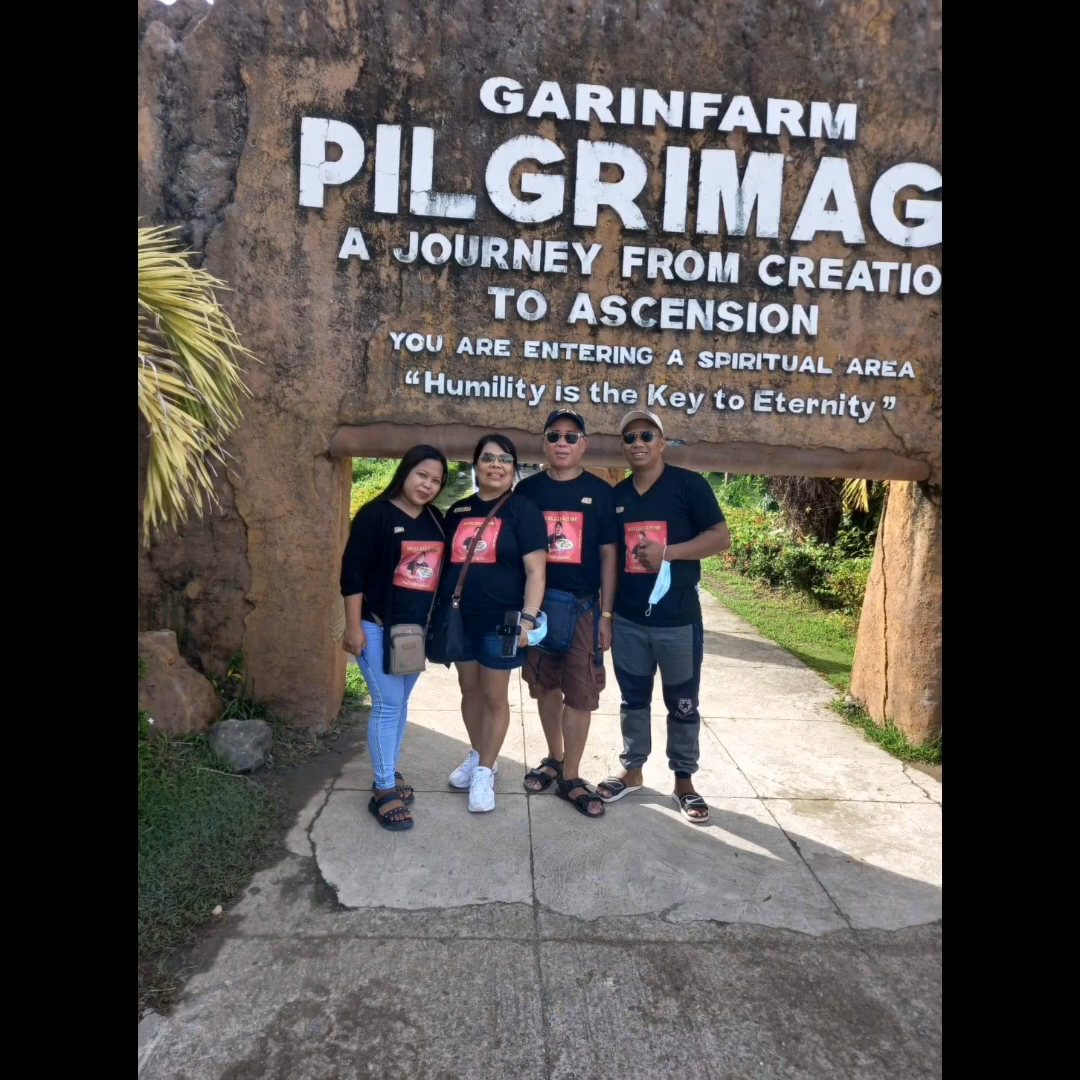 GARINFARM
PILGRIMAG
A JOURNEY FROM CREATIO
TO ASCENSION
YOU ARE ENTERING A SPIRITUAL AREA
"Humility is the Key to Eternity"